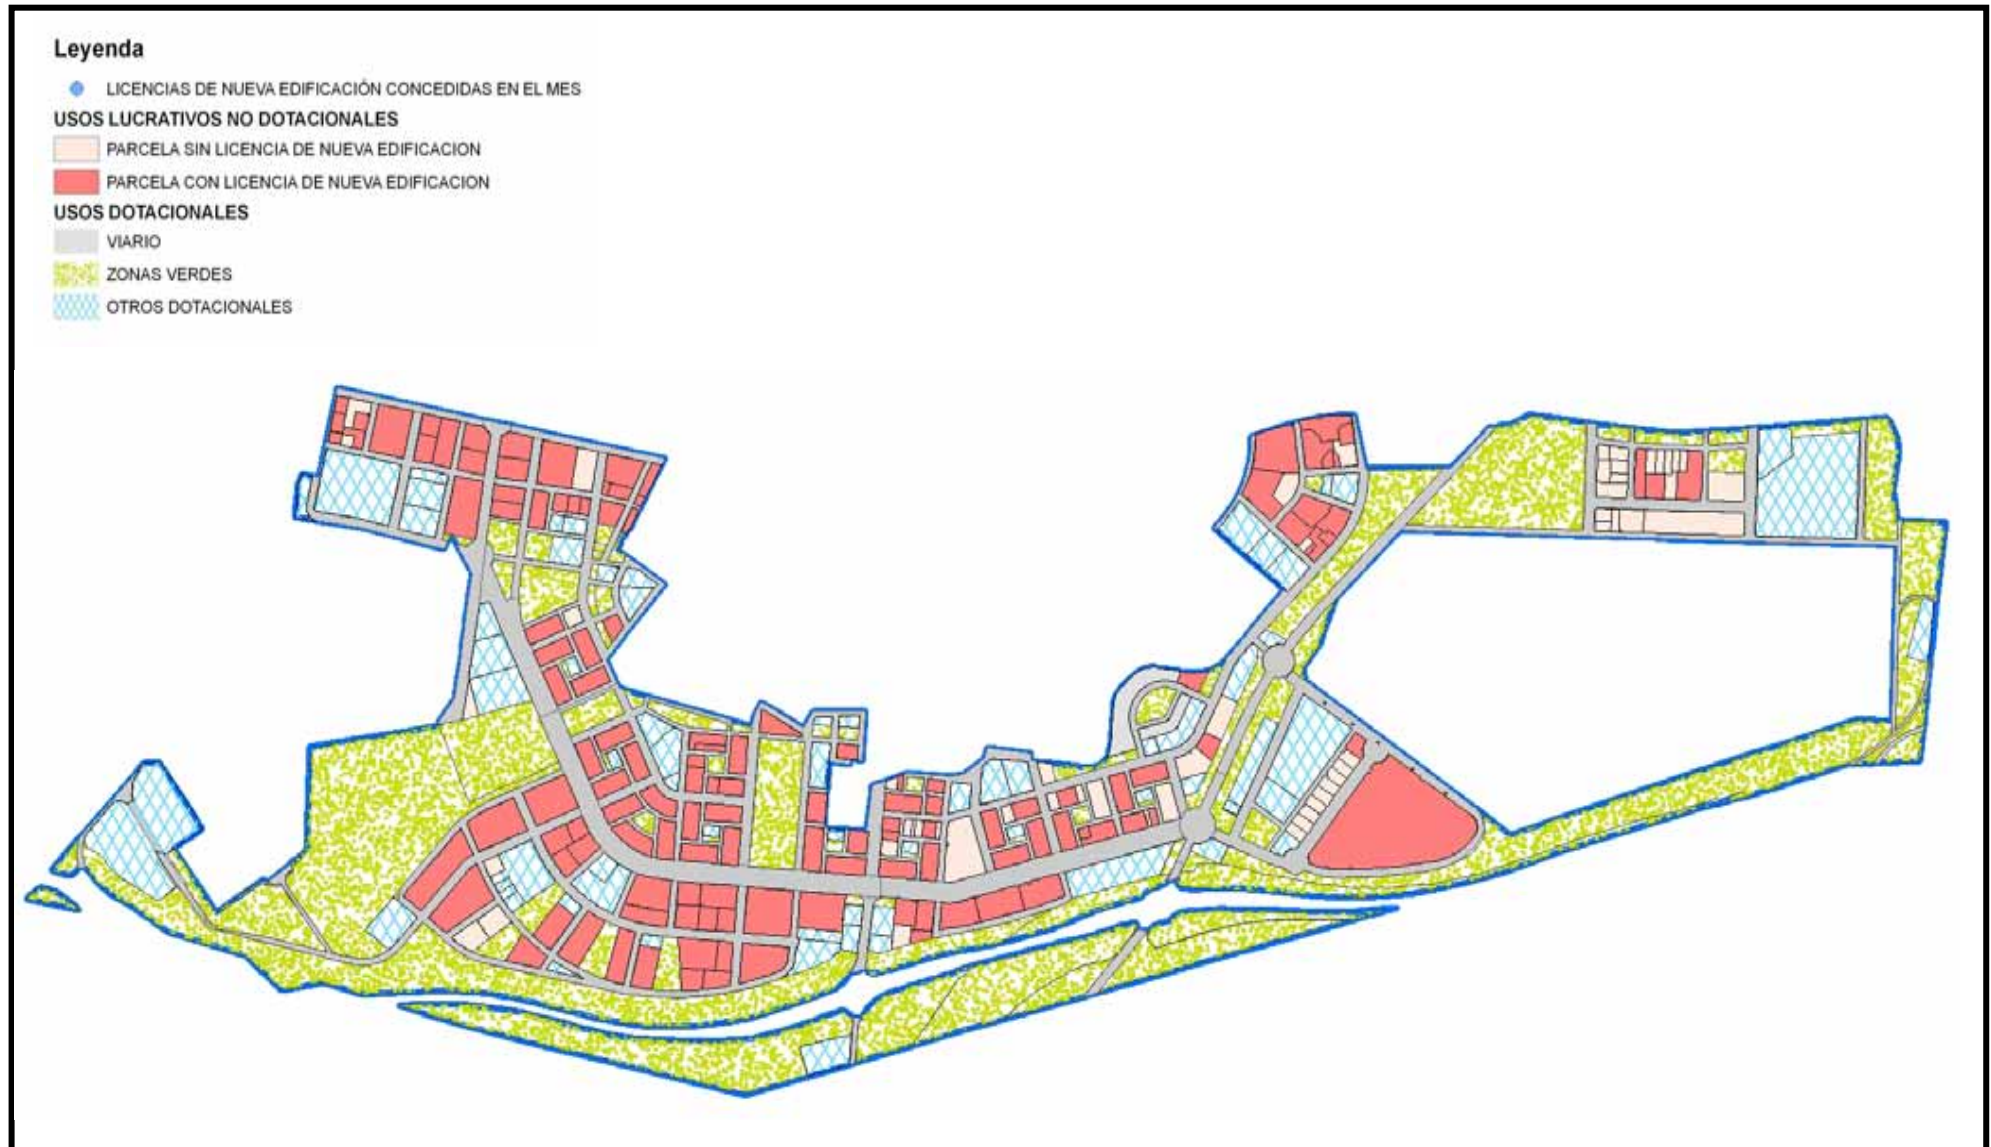 Leyenda
LICENCIAS DE NUEVA EDIFICACIÓN CONCEDIDAS EN EL MES
USOS LUCRATIVOS NO DOTACIONALES
PARCELA SIN LICENCIA DE NUEVA EDIFICACION
PARCELA CON LICENCIA DE NUEVA EDIFICACION
USOS DOTACIONALES
VIARIO
ZONAS VERDES
OTROS DOTACIONALES